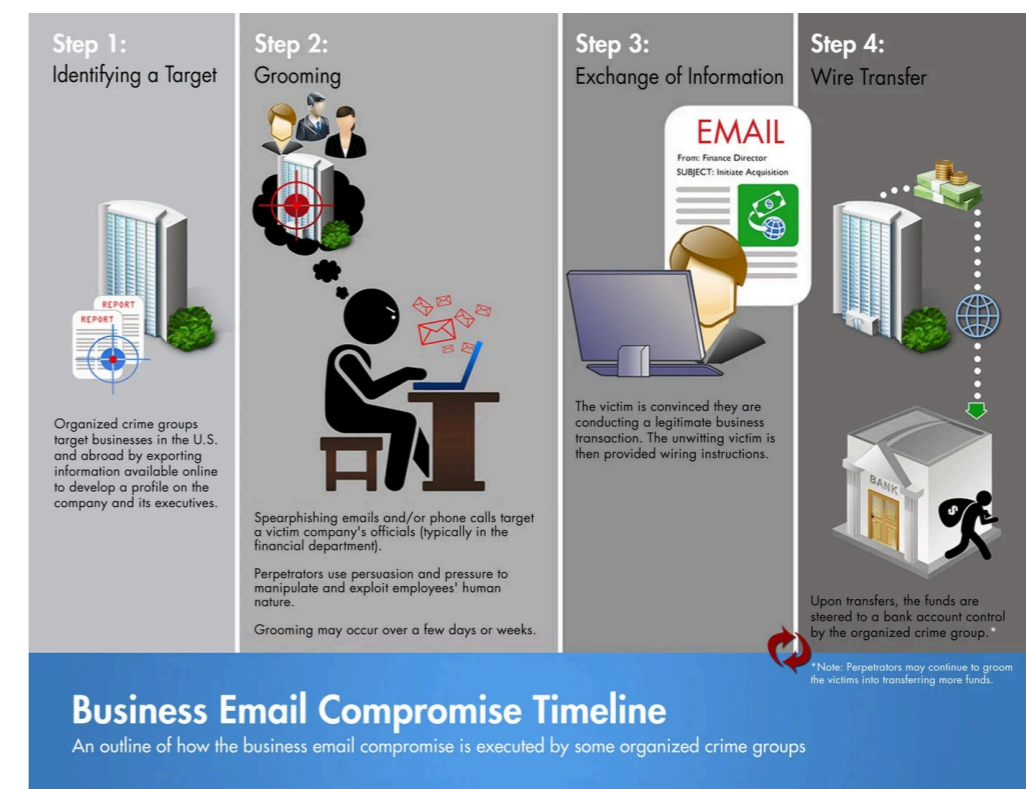 Step 1:
Identifying a Target
REPORT
REPORT
Organized crime groups
target businesses in the U.S.
and abroad by exporting
information available online
to develop a profile on the
company and its executives.
Step 2:
Grooming
Spearphishing emails and/or phone calls target
a victim company's officials (typically in the
financial department).
Perpetrators use persuasion and pressure to
manipulate and exploit employees' human
nature.
Grooming may occur over a few days or weeks.
Step 3:
Exchange of Information
EMAIL
From: Finance Director
SUBJECT: Initiate Acquisition
$
The victim is convinced they are
conducting a legitimate business
transaction. The unwitting victim is
then provided wiring instructions.
Step 4:
Wire Transfer
BANK
$
Upon transfers, the funds are
steered to a bank account control
by the organized crime group.*
*Note: Perpetrators may continue to groom
the victims into transferring more funds.
Business Email Compromise Timeline
An outline of how the business email compromise is executed by some organized crime groups